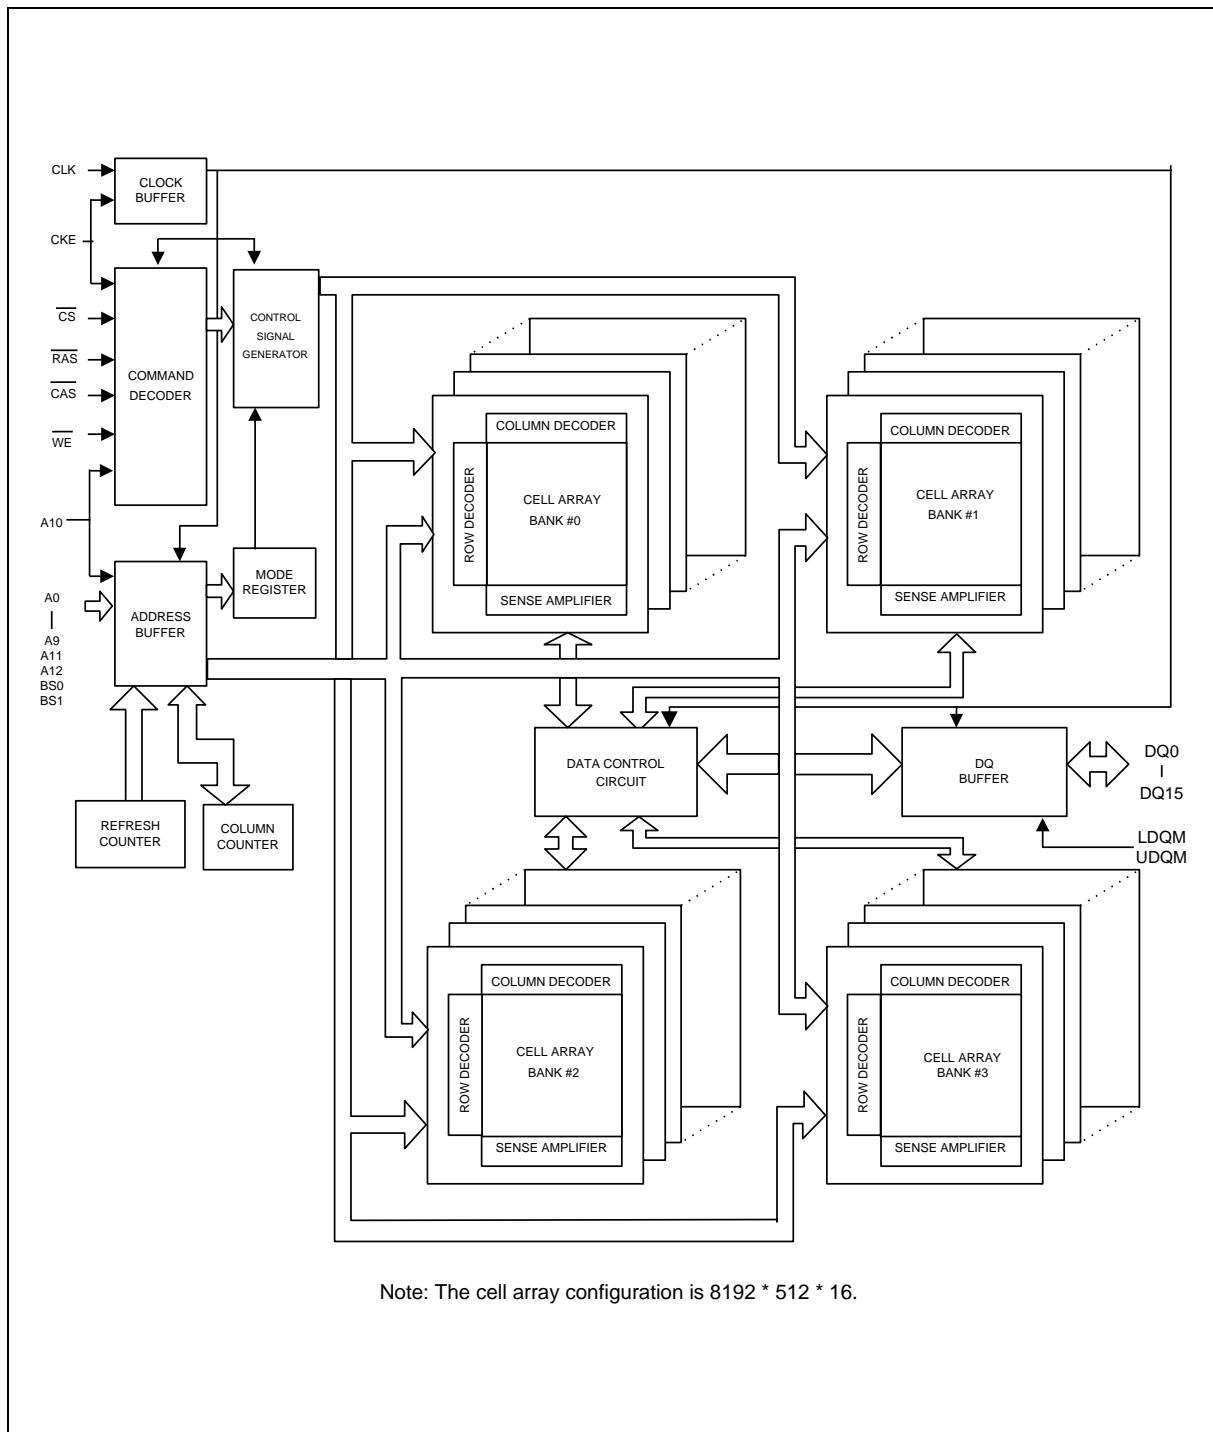 CLK
CLOCK
BUFFER
CKE
CS
RAS
CAS
WE
COMMAND
DECODER
CONTROL
SIGNAL
GENERATOR
A10
A0
A9
A11
A12
BS0
BS1
ADDRESS
BUFFER
MODE
REGISTER
REFRESH
COUNTER
COLUMN
COUNTER
COLUMN DECODER
ROW DECODER
CELL ARRAY
BANK #0
SENSE AMPLIFIER
COLUMN DECODER
ROW DECODER
CELL ARRAY
BANK #1
SENSE AMPLIFIER
DATA CONTROL
CIRCUIT
DQ
BUFFER
DQ0
DQ15
LDQM
UDQM
COLUMN DECODER
ROW DECODER
CELL ARRAY
BANK #2
SENSE AMPLIFIER
COLUMN DECODER
ROW DECODER
CELL ARRAY
BANK #3
SENSE AMPLIFIER
Note: The cell array configuration is 8192 * 512 * 16.